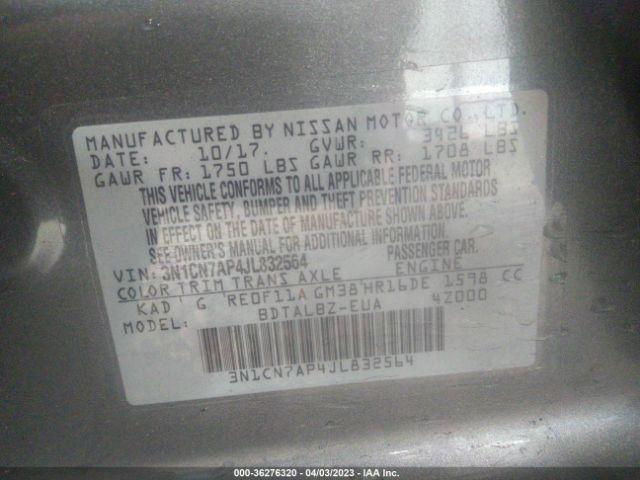 MANUFACTURED BY NISSAN MOTOR CO., LTD.
DATE: 10/17. GVWR: 3426 LBS
GAWR FR: 1750 LBS GAWR RR: 1708 LBS
THIS VEHICLE CONFORMS TO ALL APPLICABLE FEDERAL MOTOR
VEHICLE SAFETY, BUMPER AND THEFT PREVENTION STANDARDS
IN EFFECT ON THE DATE OF MANUFACTURE SHOWN ABOVE.
SEE OWNER'S MANUAL FOR ADDITIONAL INFORMATION.
VIN: 3N1CN7AP4JL832564 PASSENGER CAR.
COLOR TRIM TRANS AXLE ENGINE
KAD G RE0F11A GM38 HR16DE 1598 CC
MODEL: BDTALBZ-EUA 4Z000
3N1CN7AP4JL832564
000-36276320 - 04/03/2023 - IAA Inc.